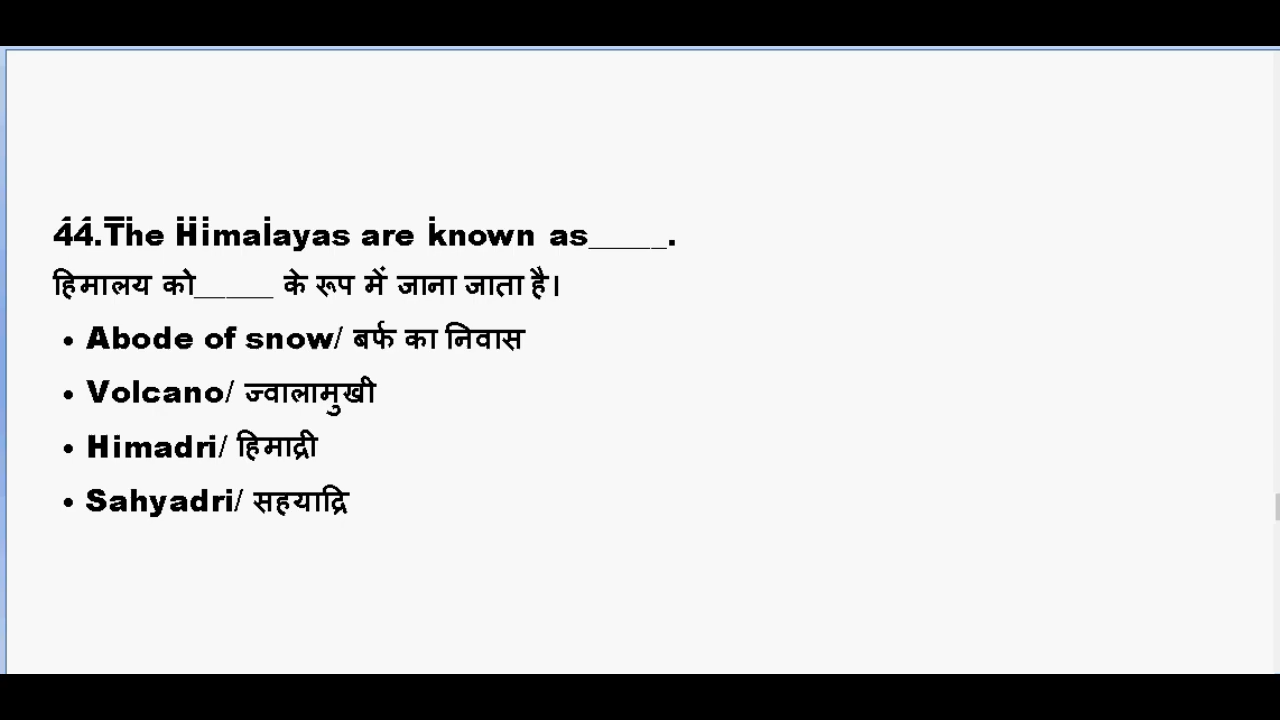 44.The Himalayas are known as_____.
हिमालय को_____ के रूप में जाना जाता है।
• Abode of snow/ बर्फ का निवास
• Volcano/ ज्वालामुखी
• Himadri/ हिमाद्री
• Sahyadri/ सहयाद्रि